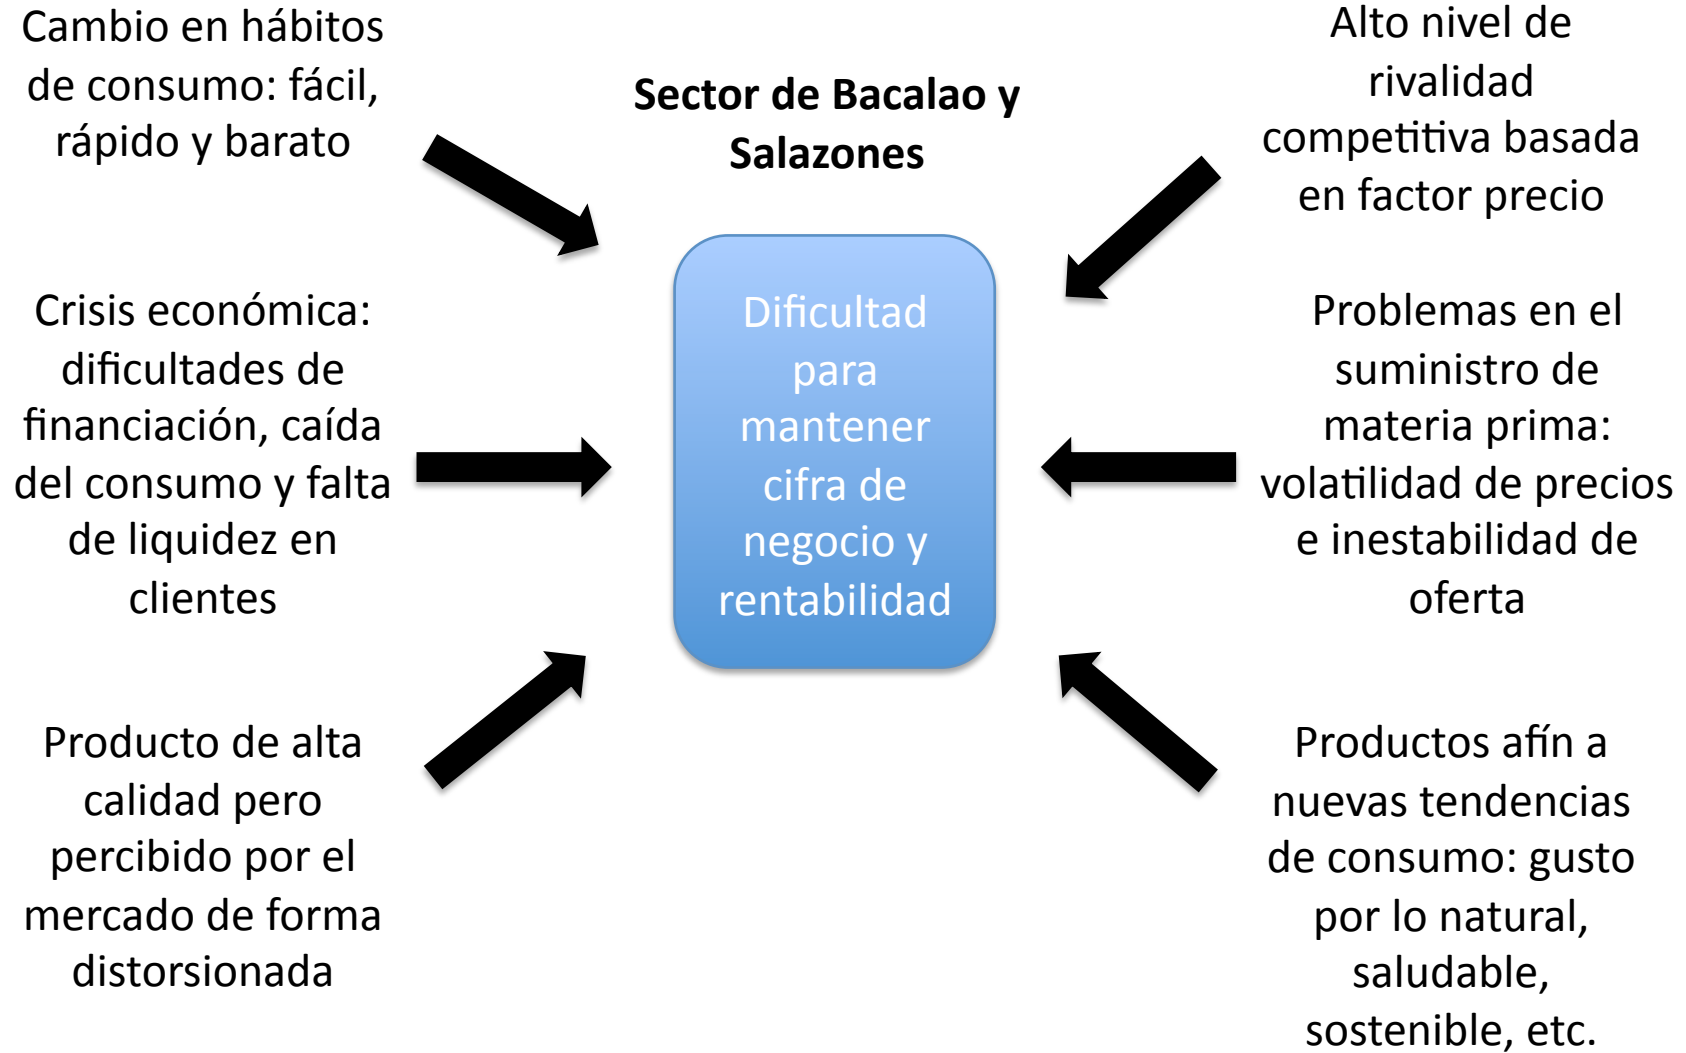 Cambio en hábitos
de consumo: fácil,
rápido y barato
Sector de Bacalao y
Salazones
Alto nivel de
rivalidad
competitiva basada
en factor precio
Crisis económica:
dificultades de
financiación, caída
del consumo y falta
de liquidez en
clientes
Dificultad
para
mantener
cifra de
negocio y
rentabilidad
Problemas en el
suministro de
materia prima:
volatilidad de precios
e inestabilidad de
oferta
Producto de alta
calidad pero
percibido por el
mercado de forma
distorsionada
Productos afín a
nuevas tendencias
de consumo: gusto
por lo natural,
saludable,
sostenible, etc.